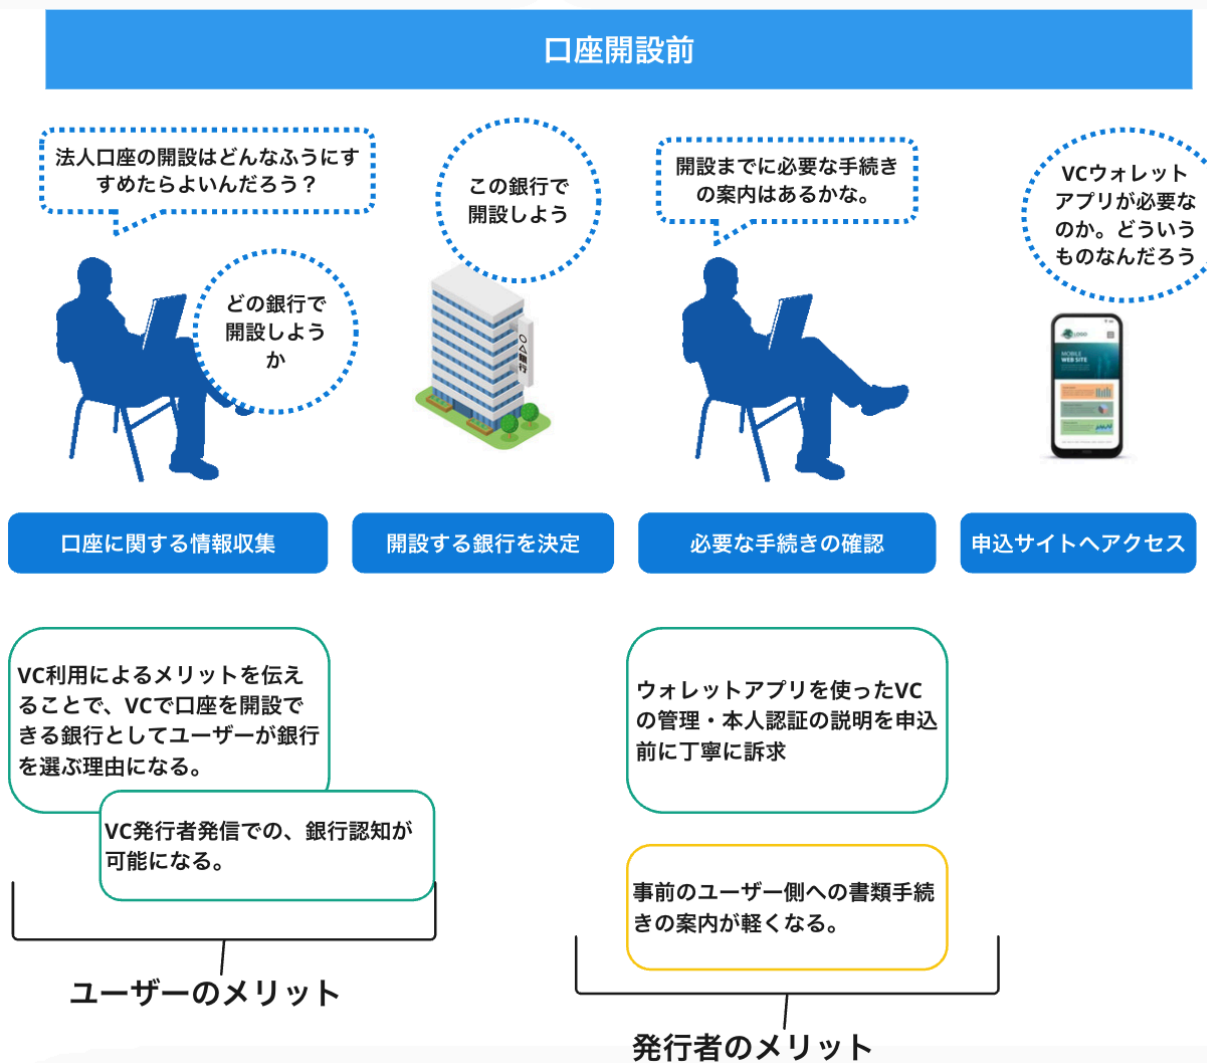 口座開設前
法人口座の開設はどんなふうにす
すめたらよいんだろう？
どの銀行で
開設しよう
か
この銀行で
開設しよう
○△銀行
開設までに必要な手続き
の案内はあるかな。
VCウォレット
アプリが必要な
のか。どういう
ものなんだろう
MOBILE
WEB SITE
口座に関する情報収集
開設する銀行を決定
必要な手続きの確認
申込サイトへアクセス
VC利用によるメリットを伝え
ることで、VCで口座を開設で
きる銀行としてユーザーが銀行
を選ぶ理由になる。
VC発行者発信での、銀行認知が
可能になる。
ユーザーのメリット
ウォレットアプリを使ったVC
の管理・本人認証の説明を申込
前に丁寧に訴求
事前のユーザー側への書類手続
きの案内が軽くなる。
発行者のメリット